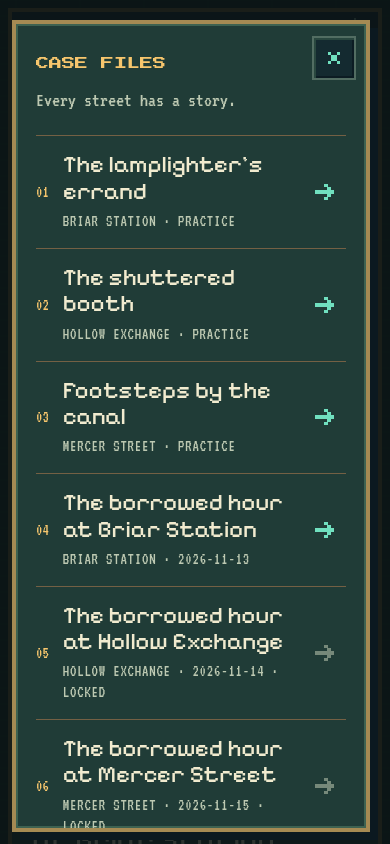 CASE FILES
Every street has a story.
The lamplighter's
errand
01
BRIAR STATION · PRACTICE
The shuttered
booth
02
HOLLOW EXCHANGE · PRACTICE
Footsteps by the
canal
03
MERCER STREET · PRACTICE
The borrowed hour
at Briar Station
04
BRIAR STATION · 2026-11-13
The borrowed hour
at Hollow Exchange
05
HOLLOW EXCHANGE · 2026-11-14 ·
LOCKED
The borrowed hour
at Mercer Street
06
MERCER STREET · 2026-11-15 ·
LOCKED